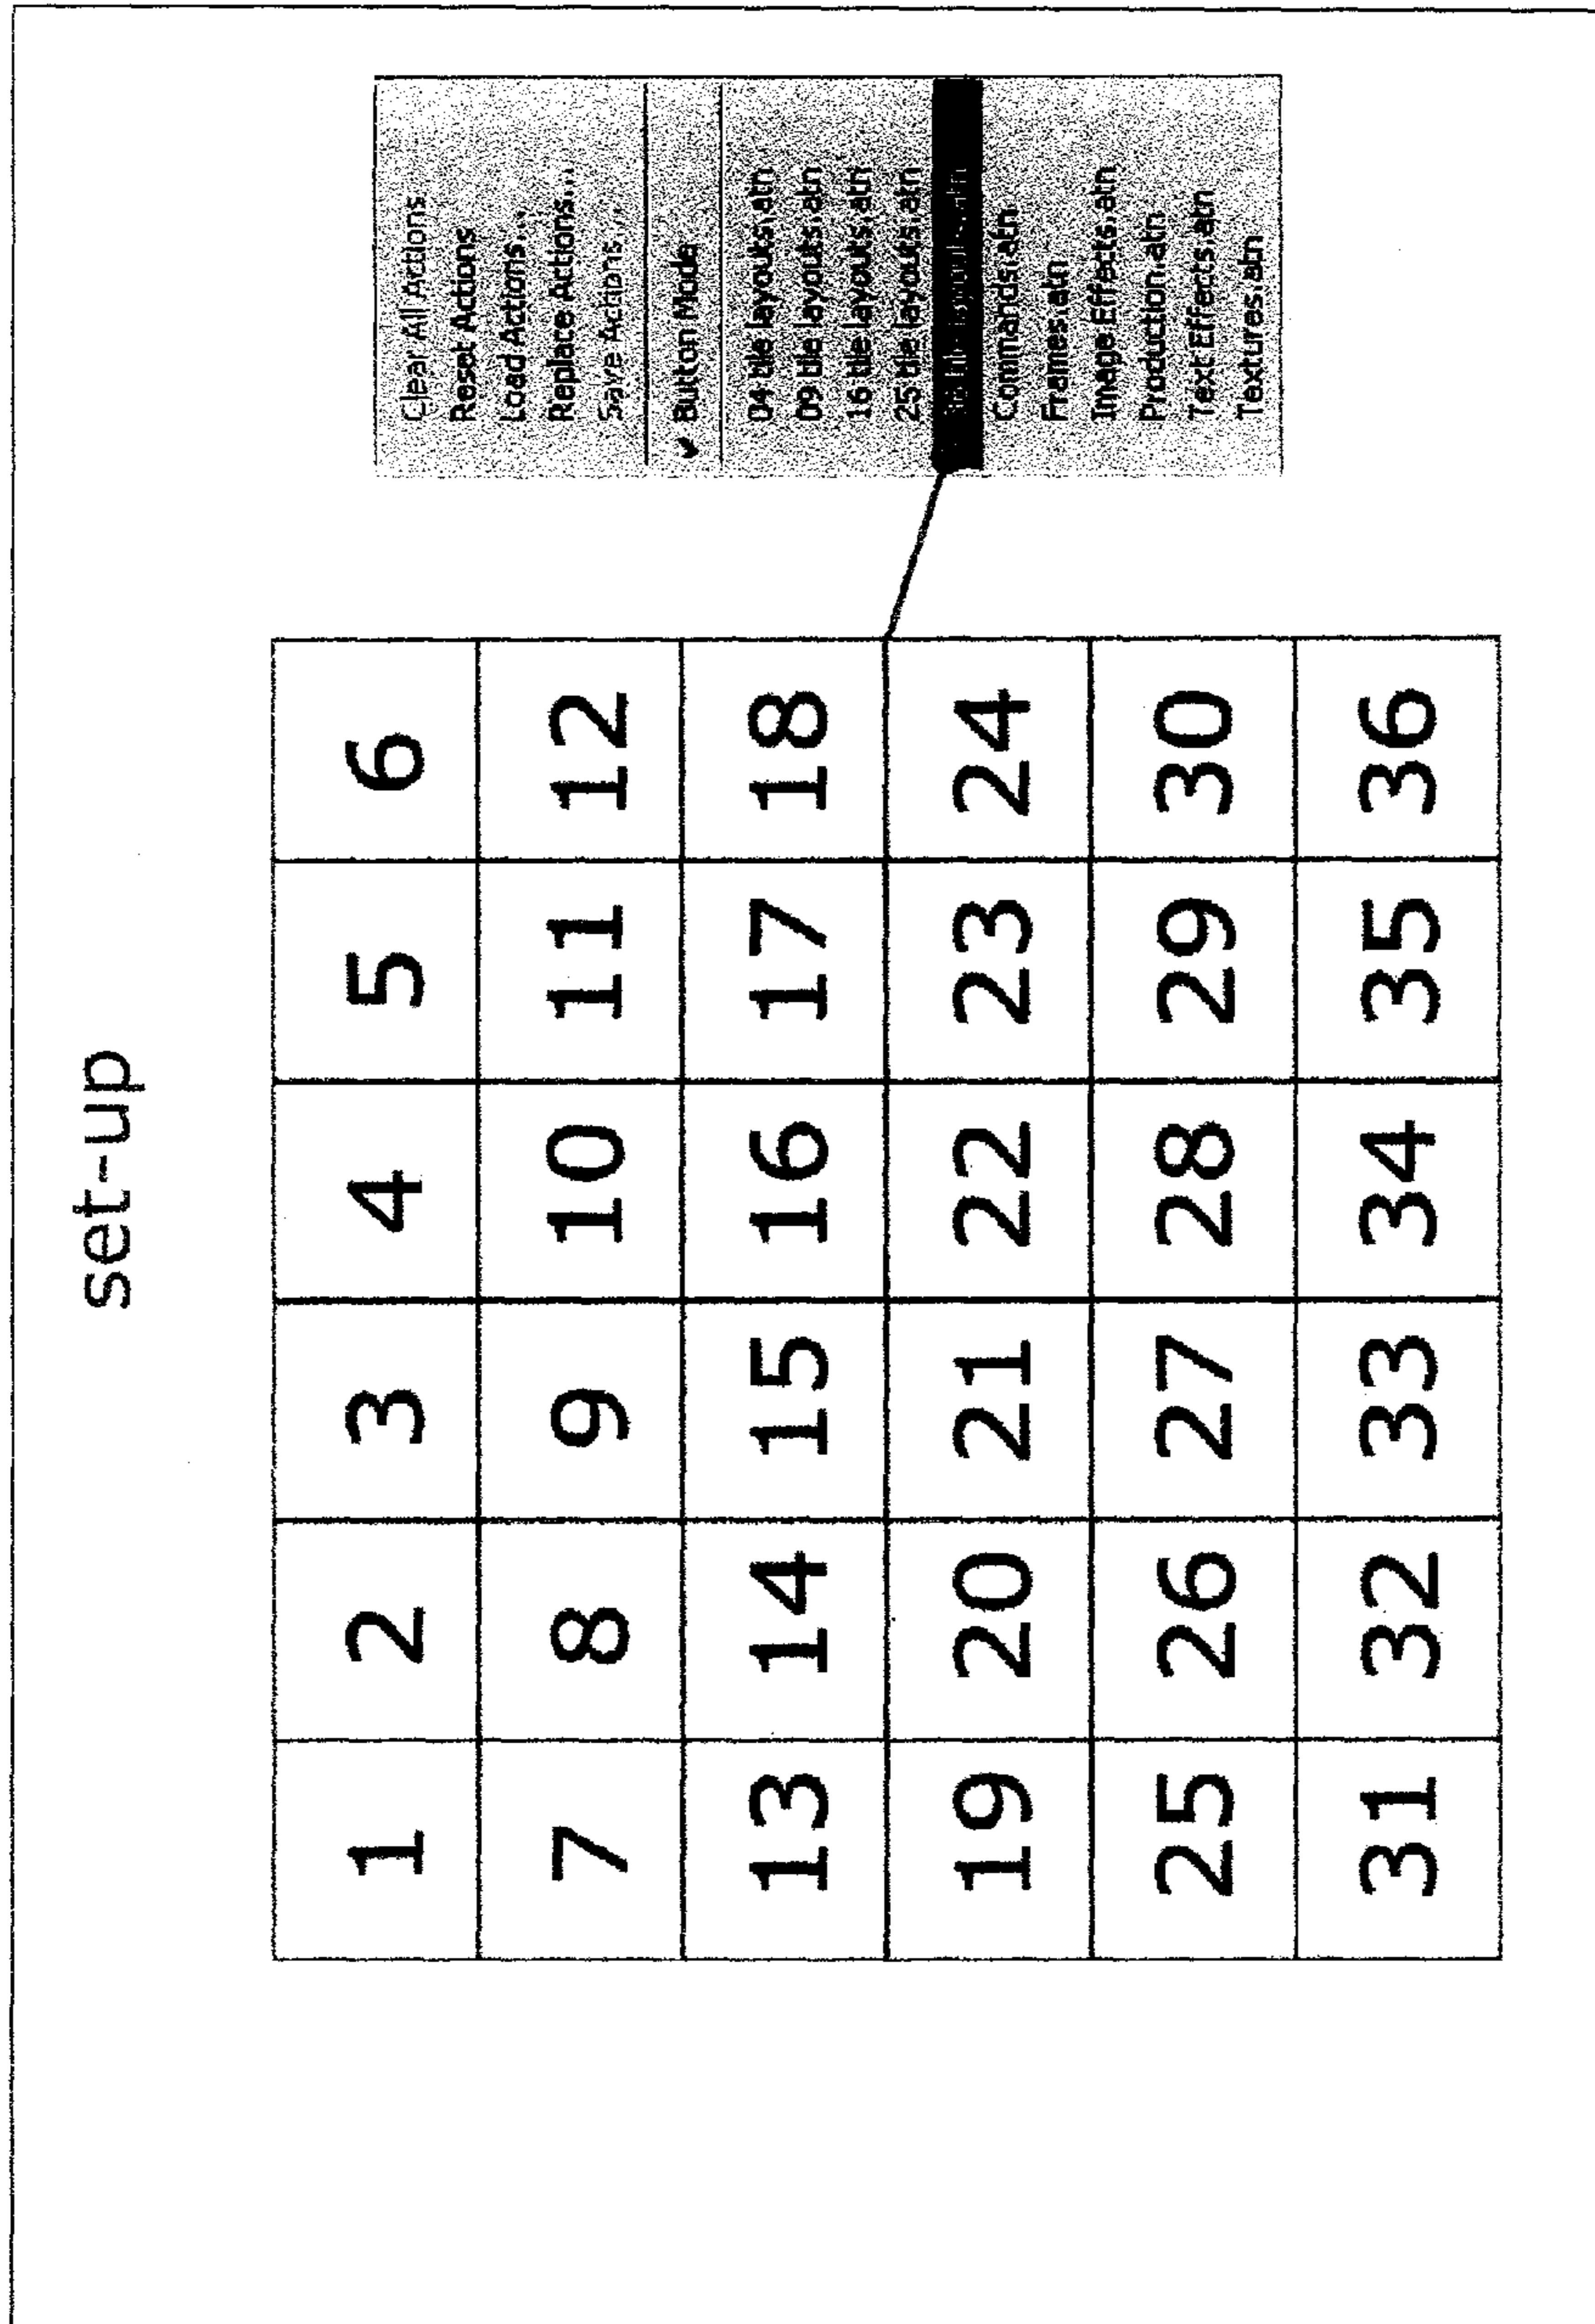 set-up
1 2 3 4 5 6
7 8 9 10 11 12
13 14 15 16 17 18
19 20 21 22 23 24
25 26 27 28 29 30
31 32 33 34 35 36
Clear All Actions
Reset Actions
Load Actions...
Replace Actions...
Save Actions...
✔ Button Mode
04 tile layouts.atn
09 tile layouts.atn
16 tile layouts.atn
25 tile layouts.atn
tile layouts.atn
Commands.atn
Frames.atn
Image Effects.atn
Production.atn
Text Effects.atn
Textures.atn